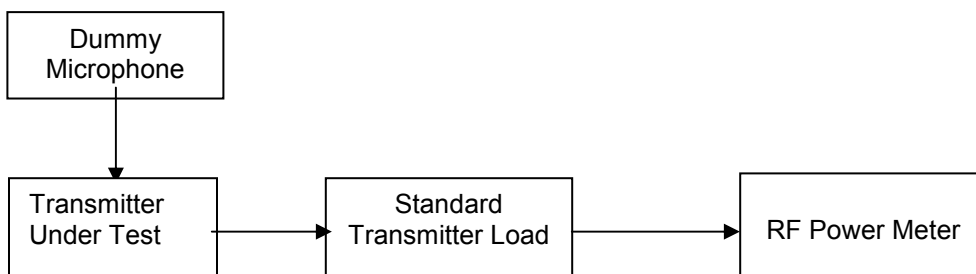 Dummy
Microphone
Transmitter
Under Test
Standard
Transmitter Load
RF Power Meter